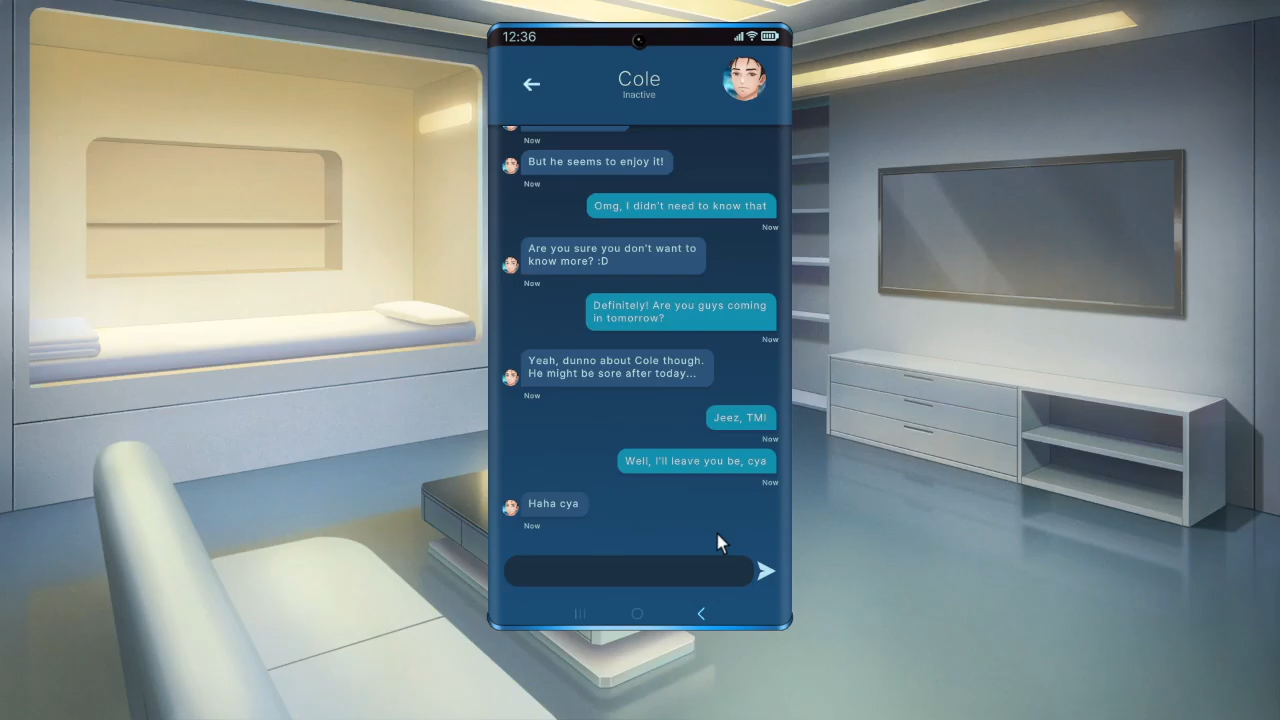 12:36
Cole
Inactive
Now
But he seems to enjoy it!
Now
Omg, I didn't need to know that
Now
Are you sure you don't want to
know more? :D
Now
Definitely! Are you guys coming
in tomorrow?
Now
Yeah, dunno about Cole though.
He might be sore after today...
Now
Jeez, TMI
Now
Well, I'll leave you be, cya
Now
Haha cya
Now